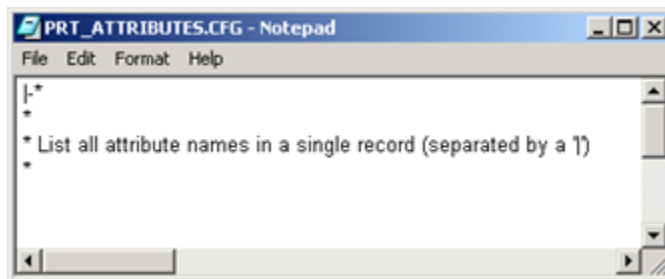 PRT_ATTRIBUTES.CFG - Notepad
File Edit Format Help
|-*
*
* List all attribute names in a single record (separated by a '|')
*